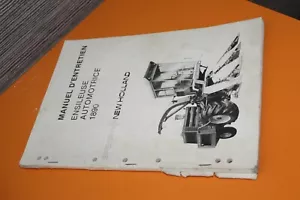 MANUEL D'ENTRETIEN
ENSILEUSE
AUTOMOTRICE
1890
NEW HOLLAND